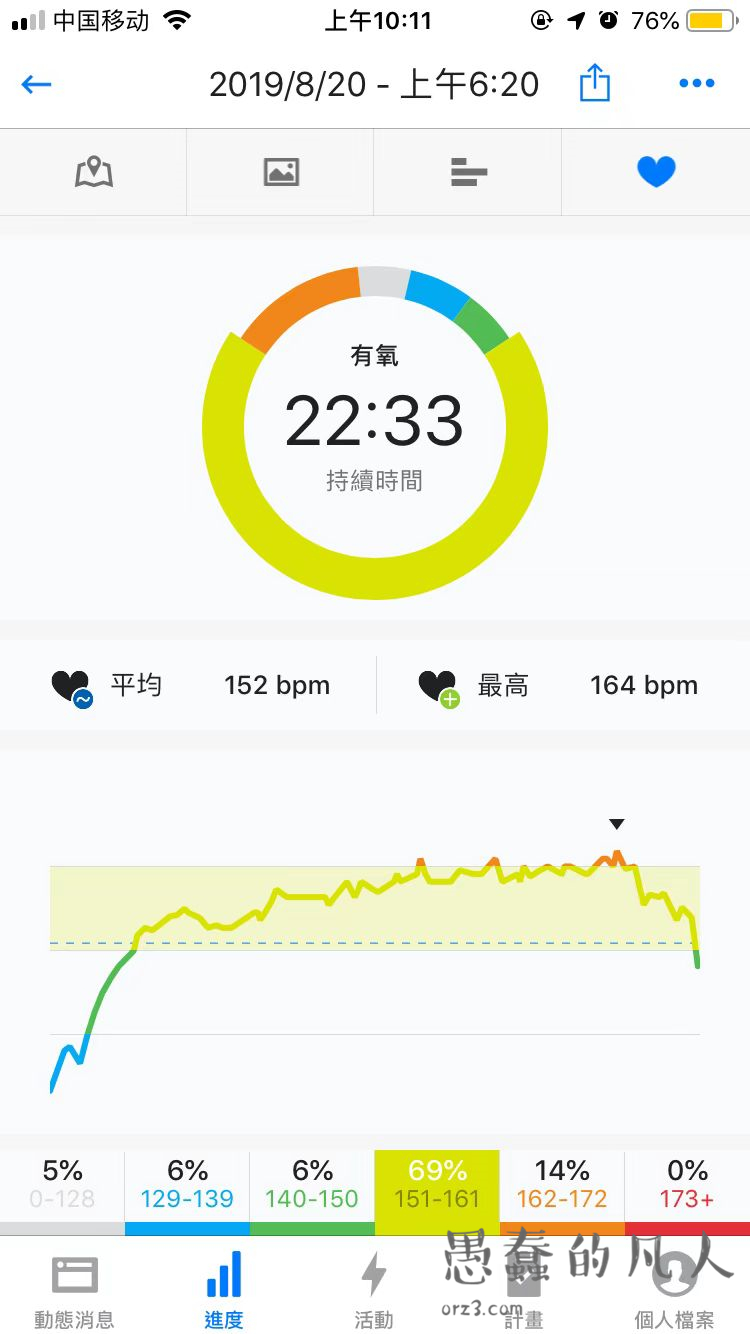 中国移动 上午10:11 76%
2019/8/20 - 上午6:20
有氧
22:33
持續時間
平均 152 bpm 最高 164 bpm
5% 6% 6% 69% 14% 0%
0-128 129-139 140-150 151-161 162-172 173+
愚蠢的凡人
orz3.com
動態消息 進度 活動 計畫 個人檔案